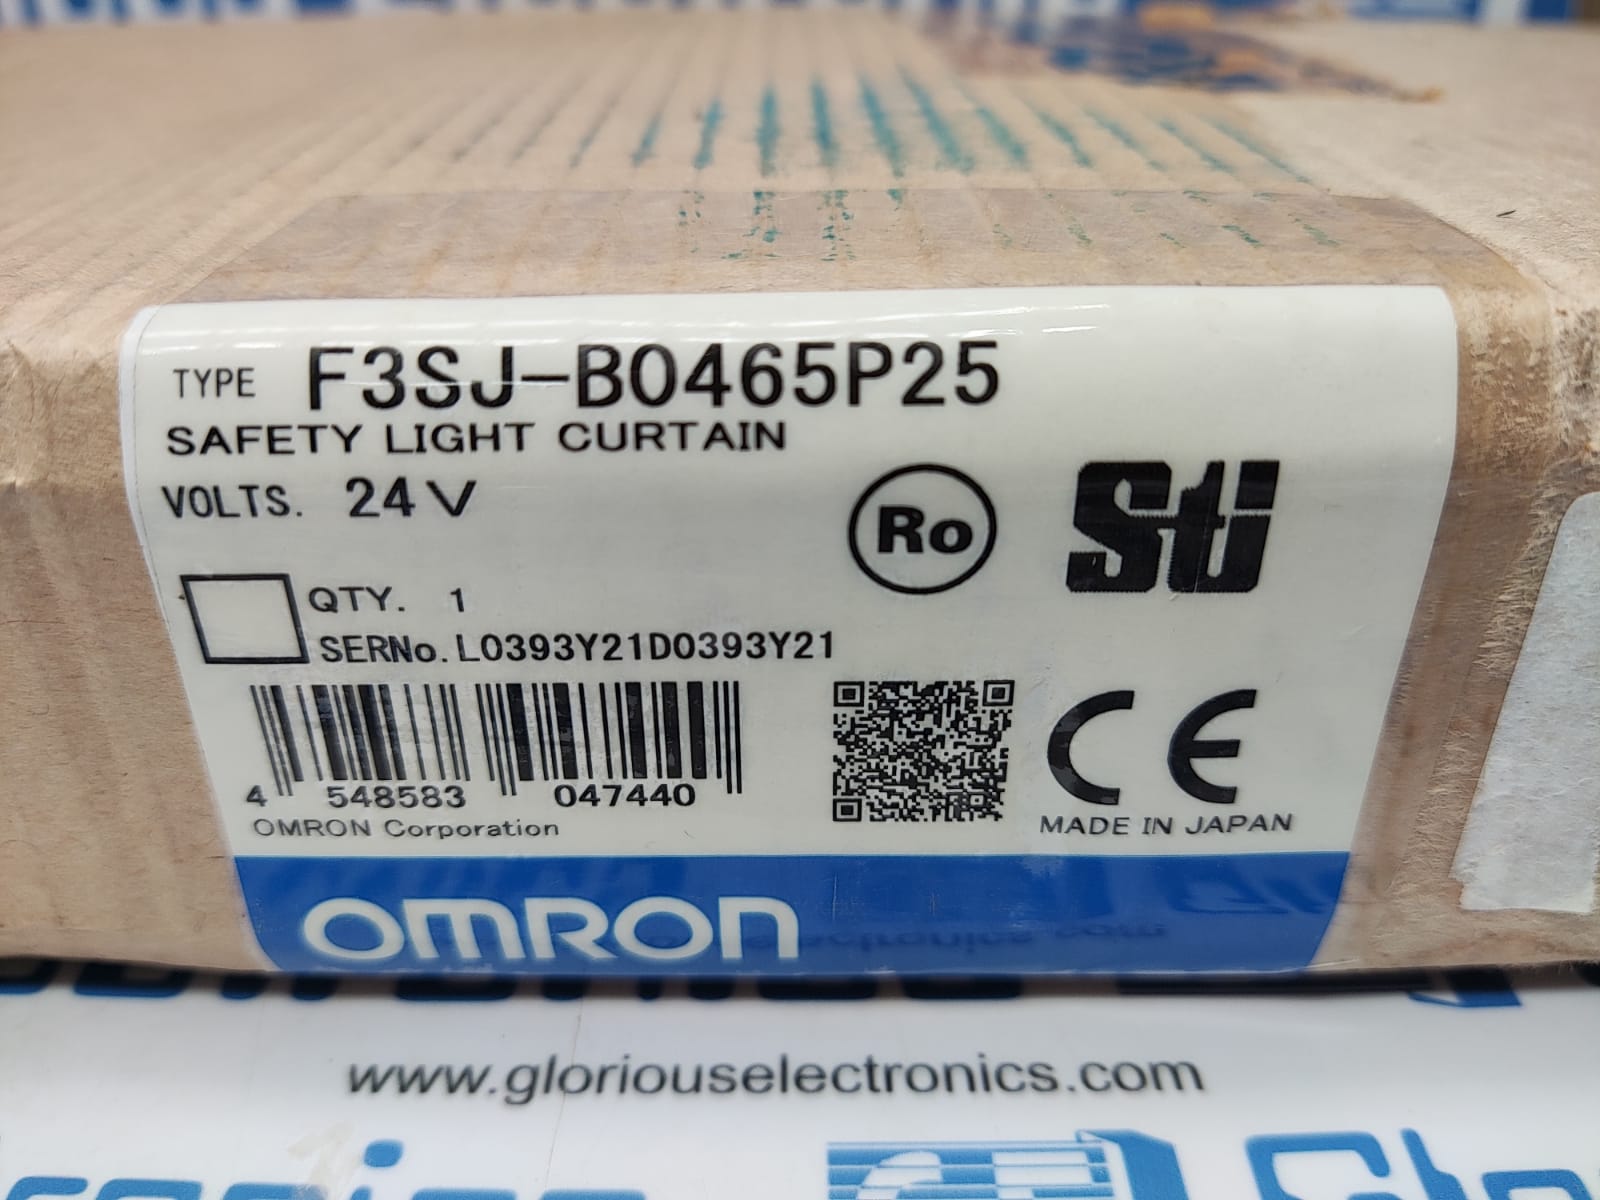 TYPE F3SJ-B0465P25
SAFETY LIGHT CURTAIN
VOLTS. 24V
Ro
Sti
QTY. 1
SERNo. L0393Y21D0393Y21
4 548583 047440
OMRON Corporation
CE
MADE IN JAPAN
OMRON
www.gloriouselectronics.com